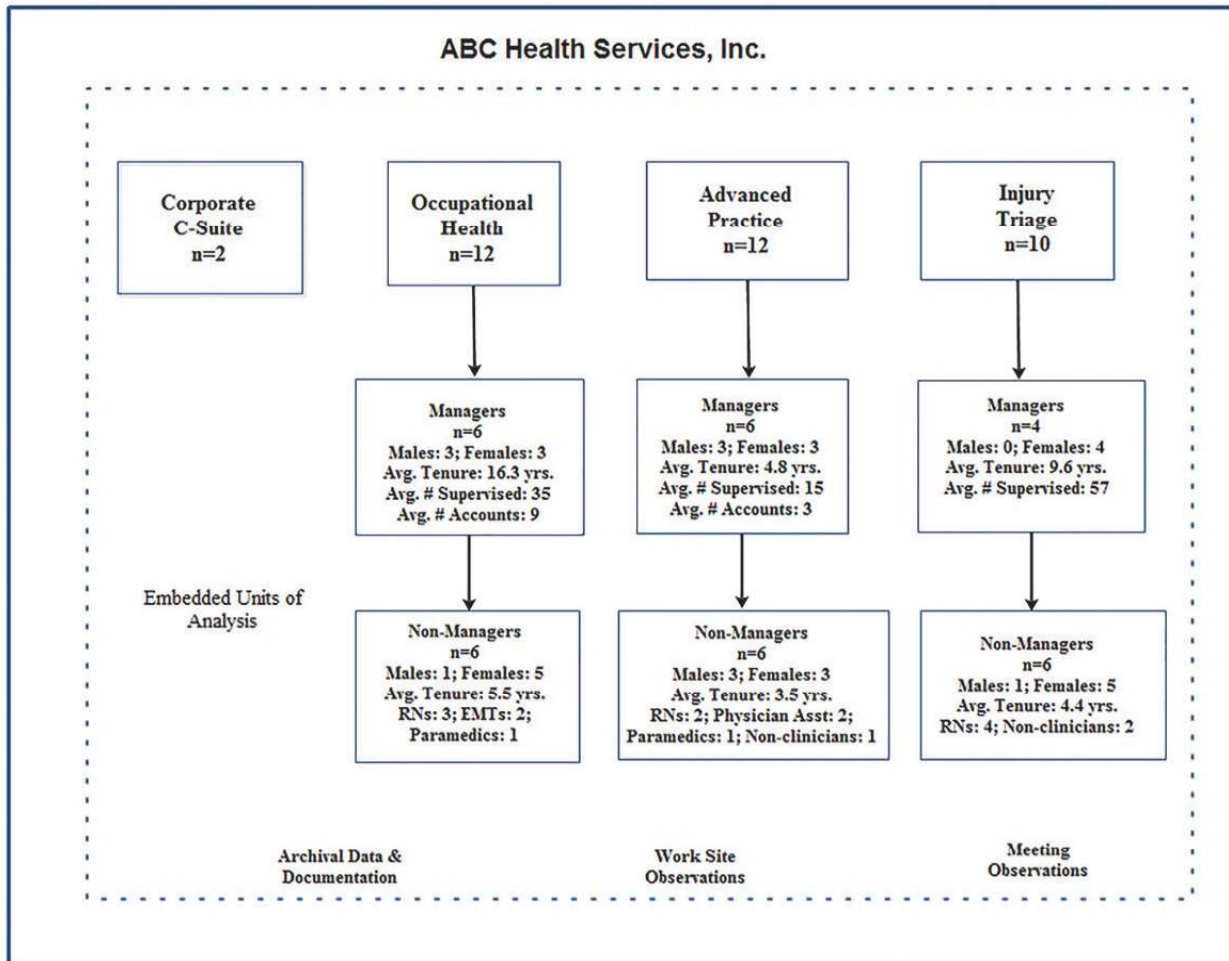 ABC Health Services, Inc.
Corporate
C-Suite
n=2
Occupational
Health
n=12
Advanced
Practice
n=12
Injury
Triage
n=10
Managers
n=6
Males: 3; Females: 3
Avg. Tenure: 16.3 yrs.
Avg. # Supervised: 35
Avg. # Accounts: 9
Managers
n=6
Males: 3; Females: 3
Avg. Tenure: 4.8 yrs.
Avg. # Supervised: 15
Avg. # Accounts: 3
Managers
n=4
Males: 0; Females: 4
Avg. Tenure: 9.6 yrs.
Avg. # Supervised: 57
Embedded Units of
Analysis
Non-Managers
n=6
Males: 1; Females: 5
Avg. Tenure: 5.5 yrs.
RNs: 3; EMTs: 2;
Paramedics: 1
Non-Managers
n=6
Males: 3; Females: 3
Avg. Tenure: 3.5 yrs.
RNs: 2; Physician Asst: 2;
Paramedics: 1; Non-clinicians: 1
Non-Managers
n=6
Males: 1; Females: 5
Avg. Tenure: 4.4 yrs.
RNs: 4; Non-clinicians: 2
Archival Data &
Documentation
Work Site
Observations
Meeting
Observations